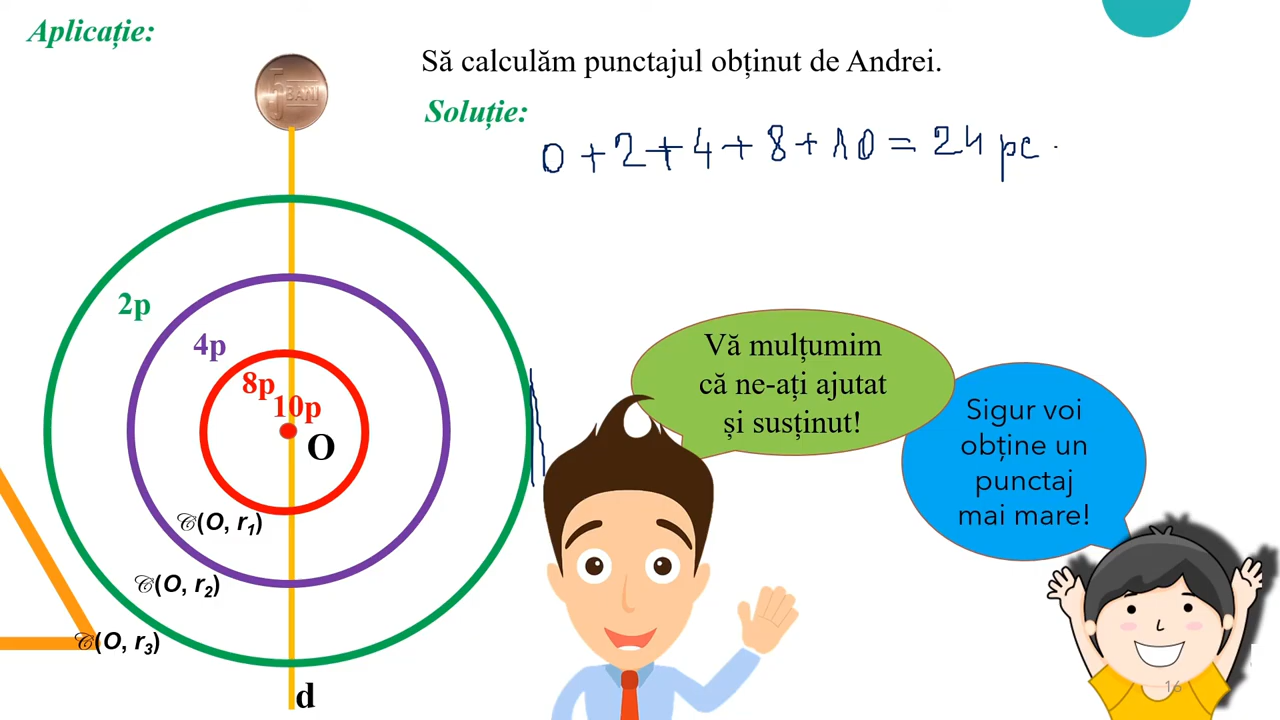 Aplicație:
Să calculăm punctajul obținut de Andrei.
Soluție:
0 + 2 + 4 + 8 + 10 = 24 pc.
5
BANI
2p
4p
8p
10p
O
𝒞(O, r₁)
𝒞(O, r₂)
𝒞(O, r₃)
d
Vă mulțumim
că ne-ați ajutat
și susținut!
Sigur voi
obține un
punctaj
mai mare!
16